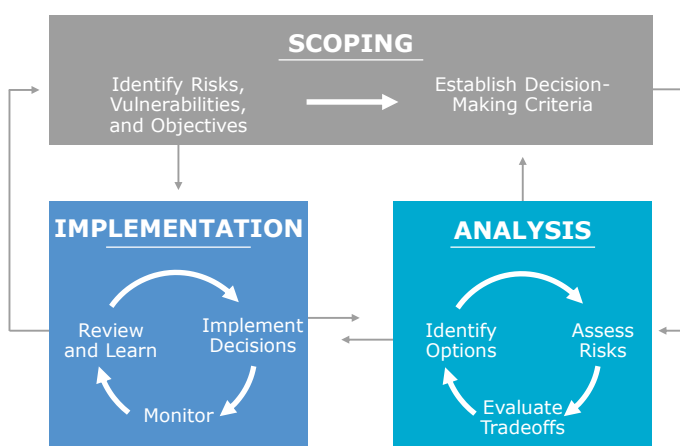 SCOPING
Identify Risks,
Vulnerabilities,
and Objectives
Establish Decision-
Making Criteria
IMPLEMENTATION
Review
and Learn
Implement
Decisions
Monitor
ANALYSIS
Identify
Options
Assess
Risks
Evaluate
Tradeoffs